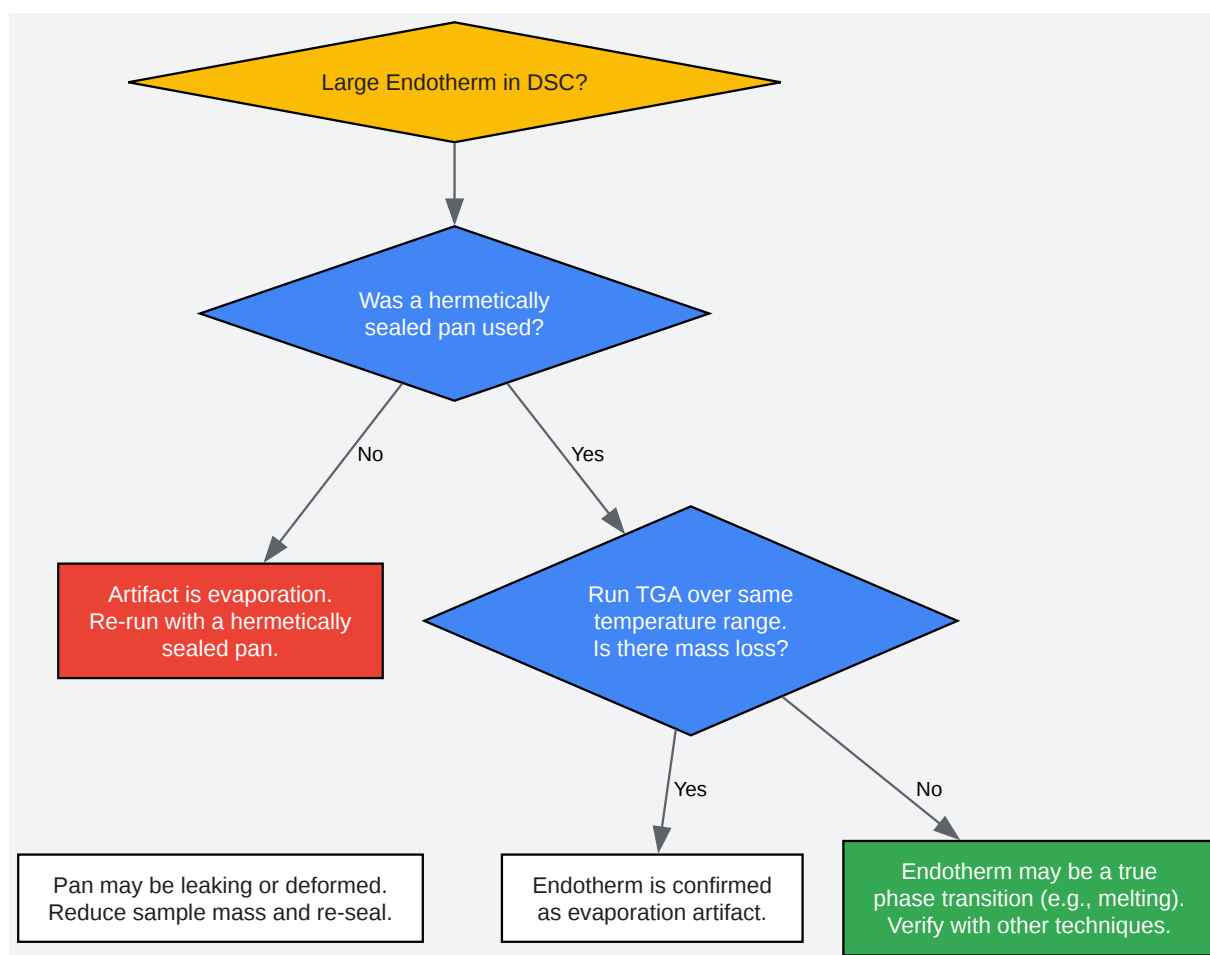 Large Endotherm in DSC?
Was a hermetically
sealed pan used?
No
Yes
Artifact is evaporation.
Re-run with a hermetically
sealed pan.
Run TGA over same
temperature range.
Is there mass loss?
Yes
No
Pan may be leaking or deformed.
Reduce sample mass and re-seal.
Endotherm is confirmed
as evaporation artifact.
Endotherm may be a true
phase transition (e.g., melting).
Verify with other techniques.